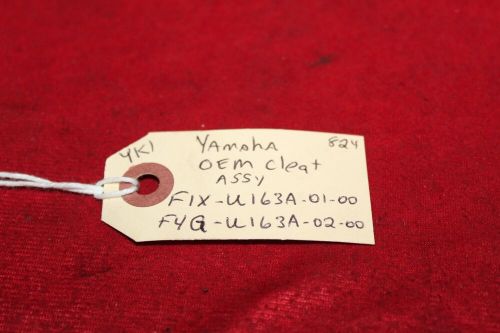 YK1
YAMAHA 824
OEM Cleat
ASSY
F1X-U163A-01-00
F4G-U163A-02-00